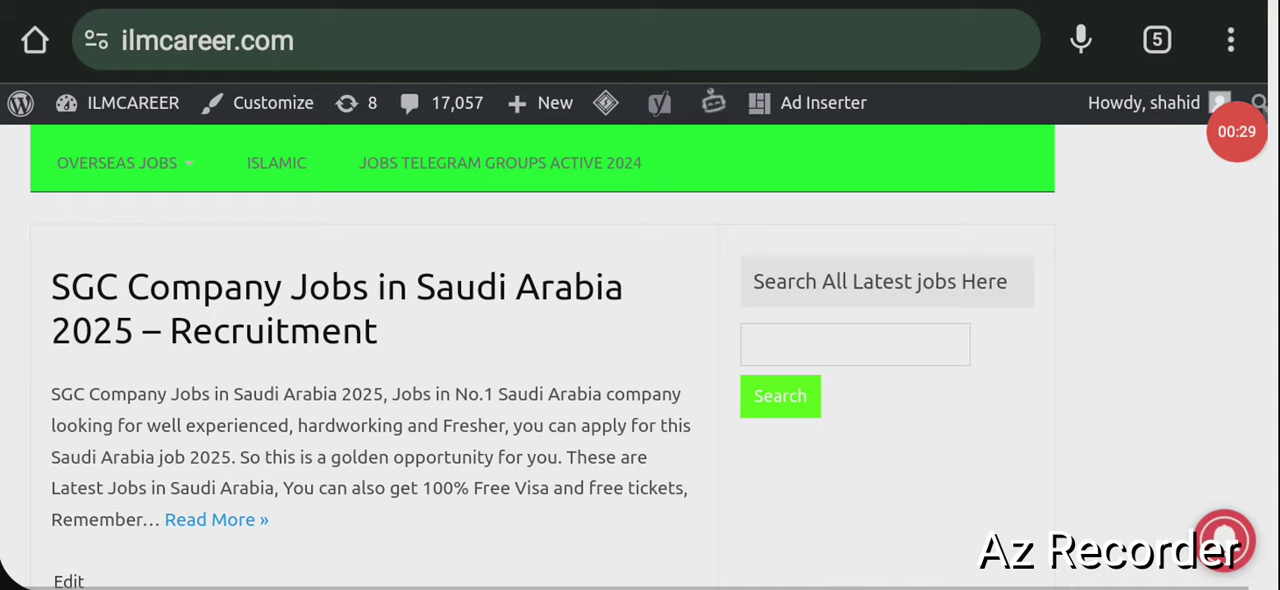 ilmcareer.com
5
ILMCAREER Customize 8 17,057 New Ad Inserter Howdy, shahid
00:29
OVERSEAS JOBS ISLAMIC JOBS TELEGRAM GROUPS ACTIVE 2024
SGC Company Jobs in Saudi Arabia
2025 – Recruitment
SGC Company Jobs in Saudi Arabia 2025, Jobs in No.1 Saudi Arabia company
looking for well experienced, hardworking and Fresher, you can apply for this
Saudi Arabia job 2025. So this is a golden opportunity for you. These are
Latest Jobs in Saudi Arabia, You can also get 100% Free Visa and free tickets,
Remember… Read More »
Edit
Search All Latest jobs Here
Search
Az Recorder